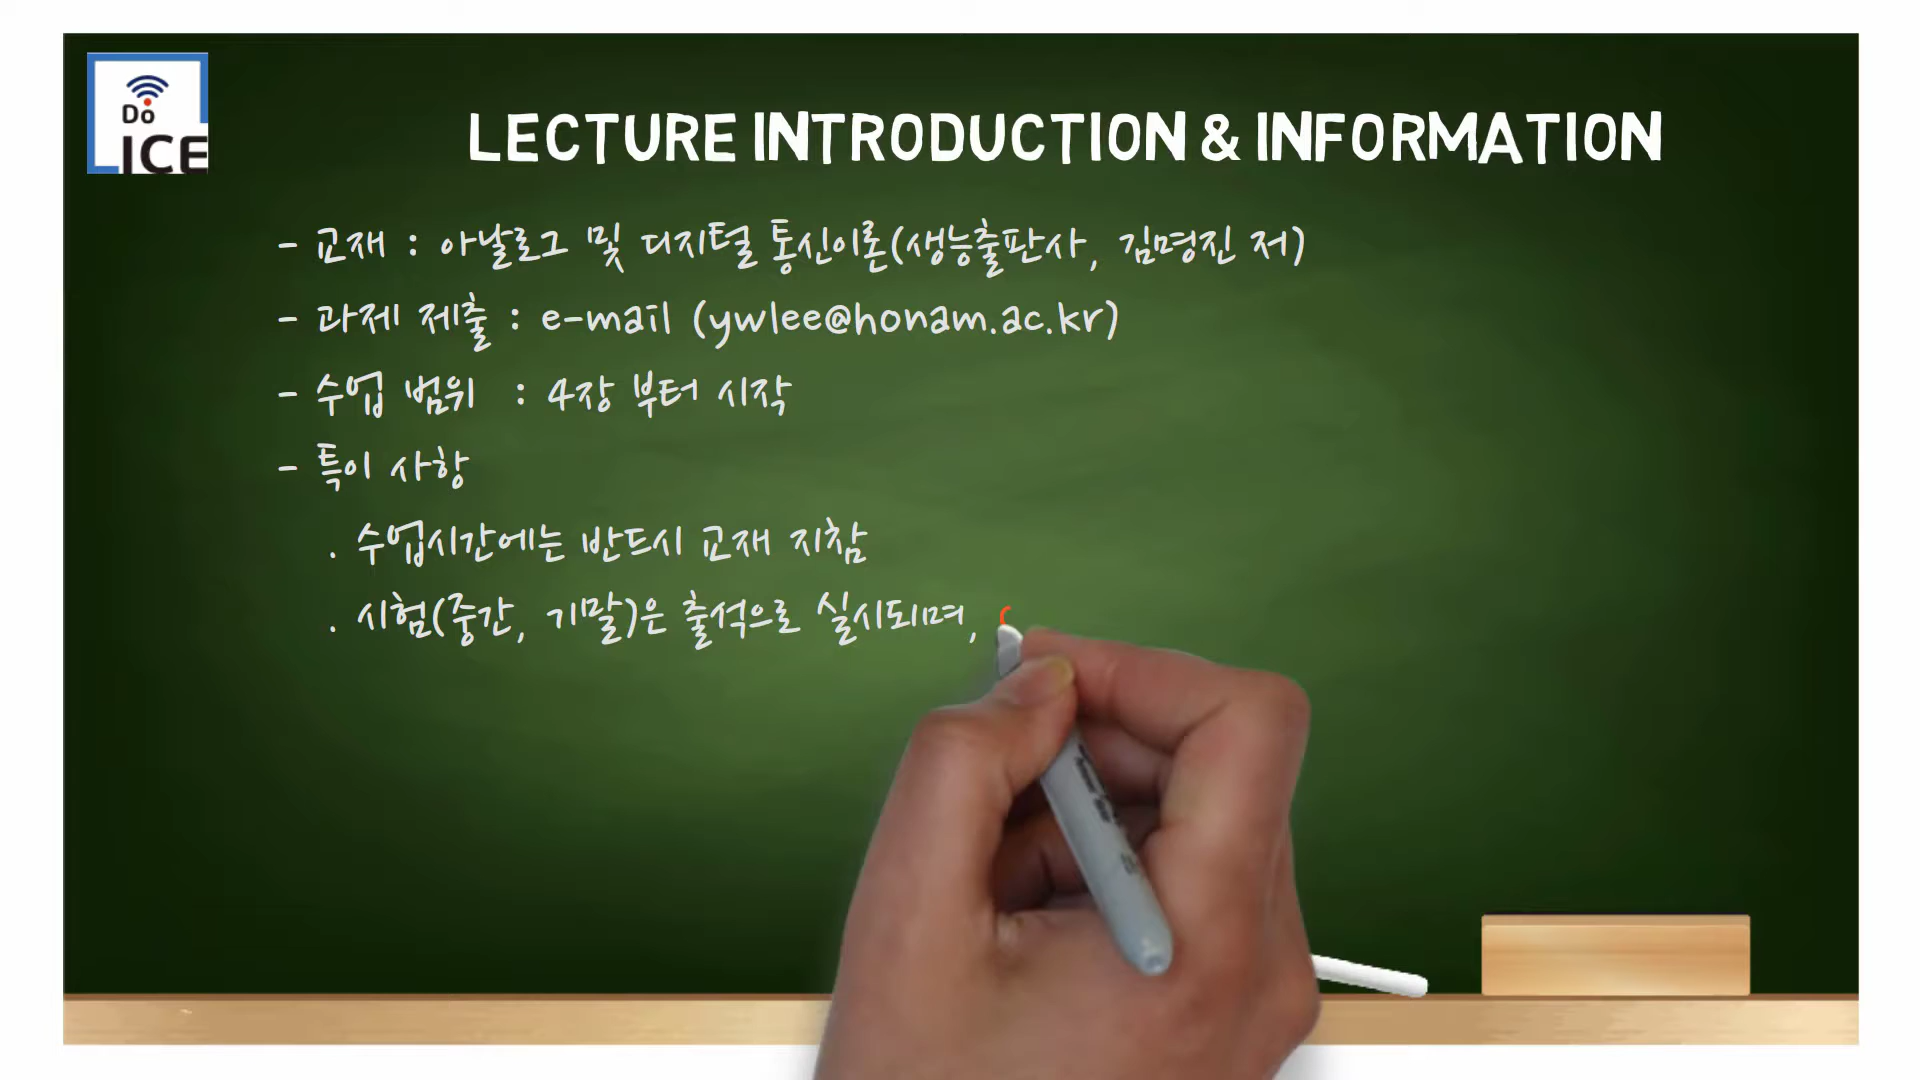 Do
ICE
LECTURE INTRODUCTION & INFORMATION
- 교재 : 아날로그 및 디지털 통신이론(생능출판사, 김명진 저)
- 과제 제출 : e-mail (ywlee@honam.ac.kr)
- 수업 범위 : 4장 부터 시작
- 특이 사항
. 수업시간에는 반드시 교재 지참
. 시험(중간, 기말)은 출석으로 실시되며,